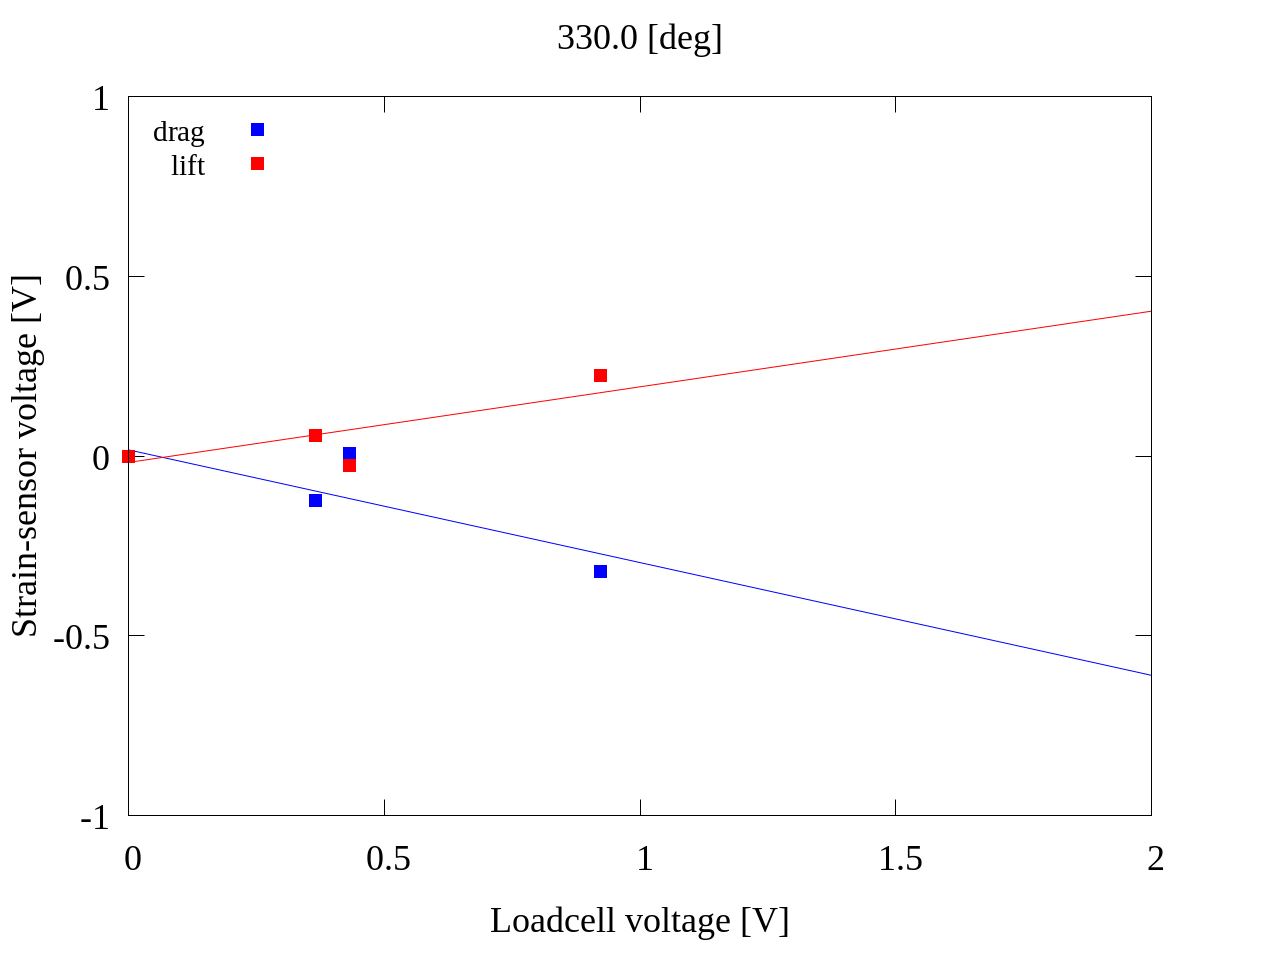 330.0 [deg]
1
drag
lift
0.5
0
-0.5
-1
Strain-sensor voltage [V]
0 0.5 1 1.5 2
Loadcell voltage [V]